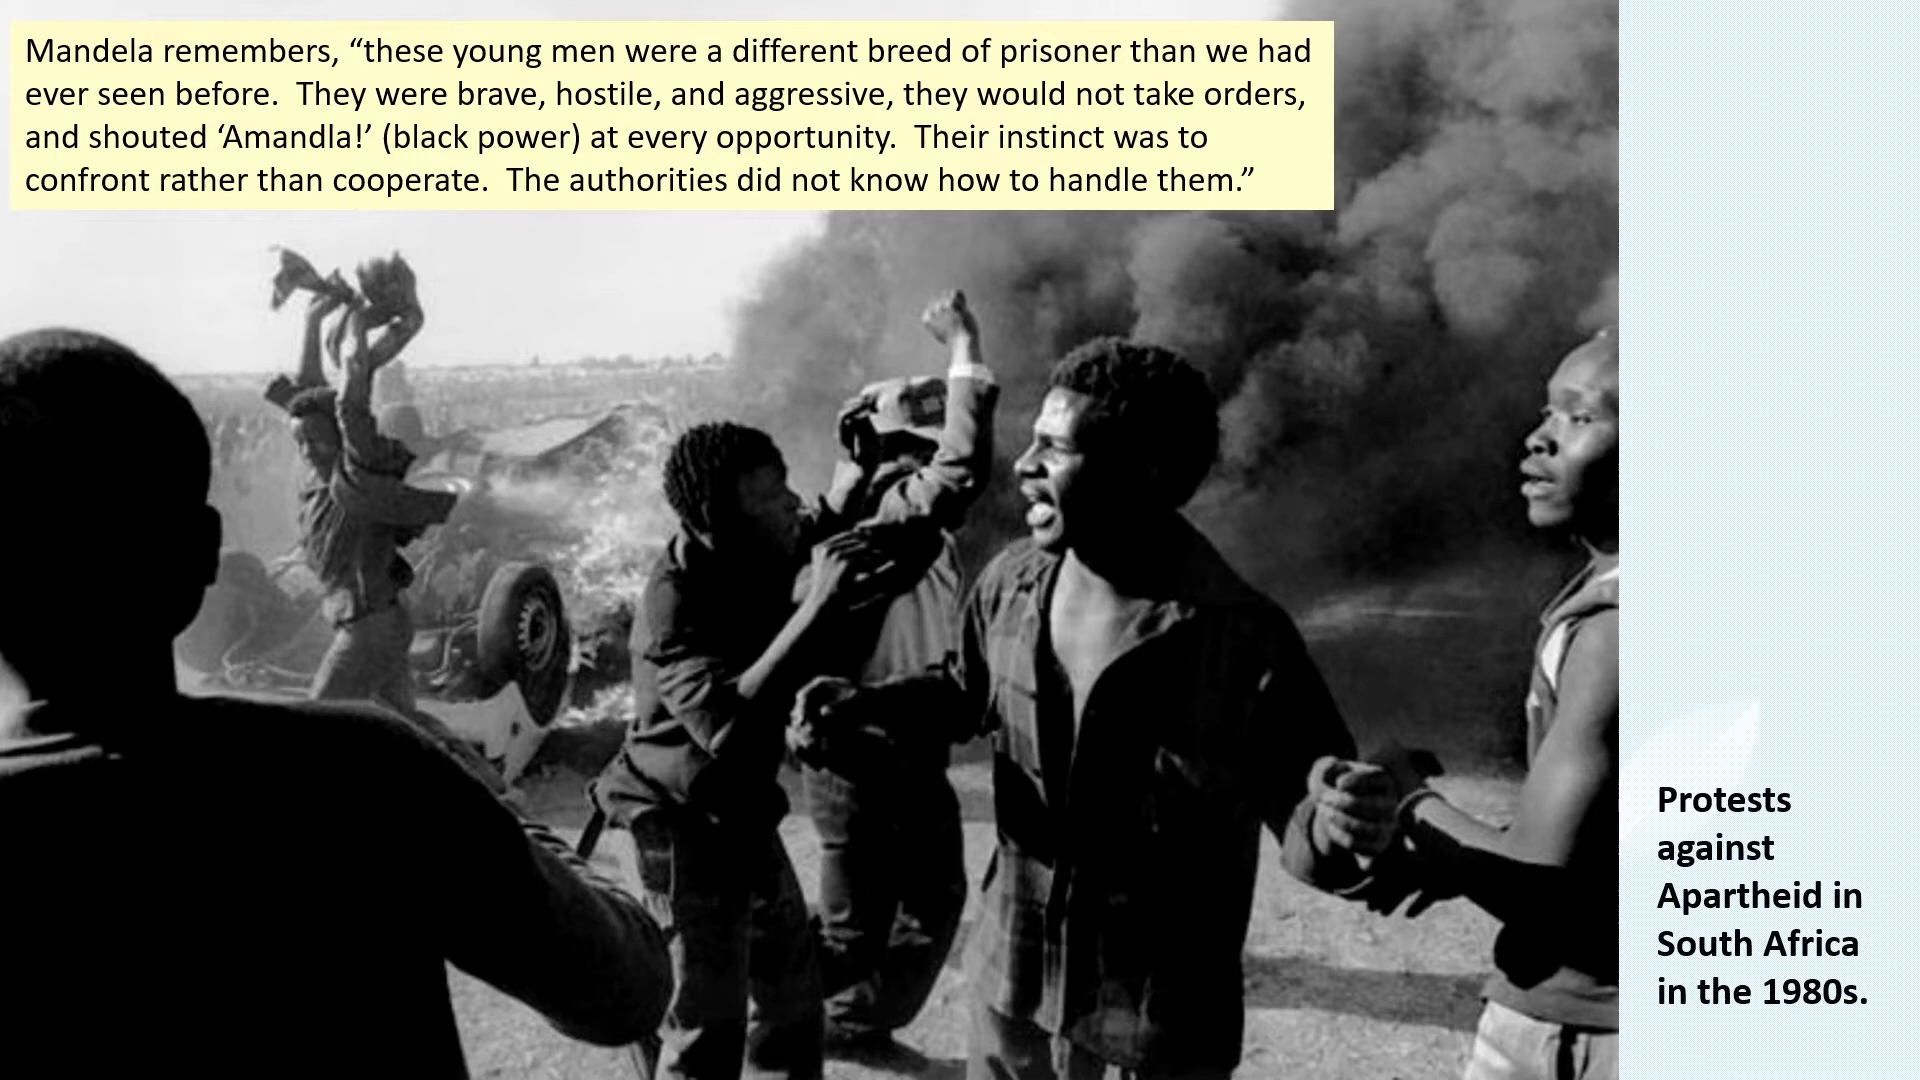 Mandela remembers, “these young men were a different breed of prisoner than we had
ever seen before.  They were brave, hostile, and aggressive, they would not take orders,
and shouted ‘Amandla!’ (black power) at every opportunity.  Their instinct was to
confront rather than cooperate.  The authorities did not know how to handle them.”
Protests
against
Apartheid in
South Africa
in the 1980s.